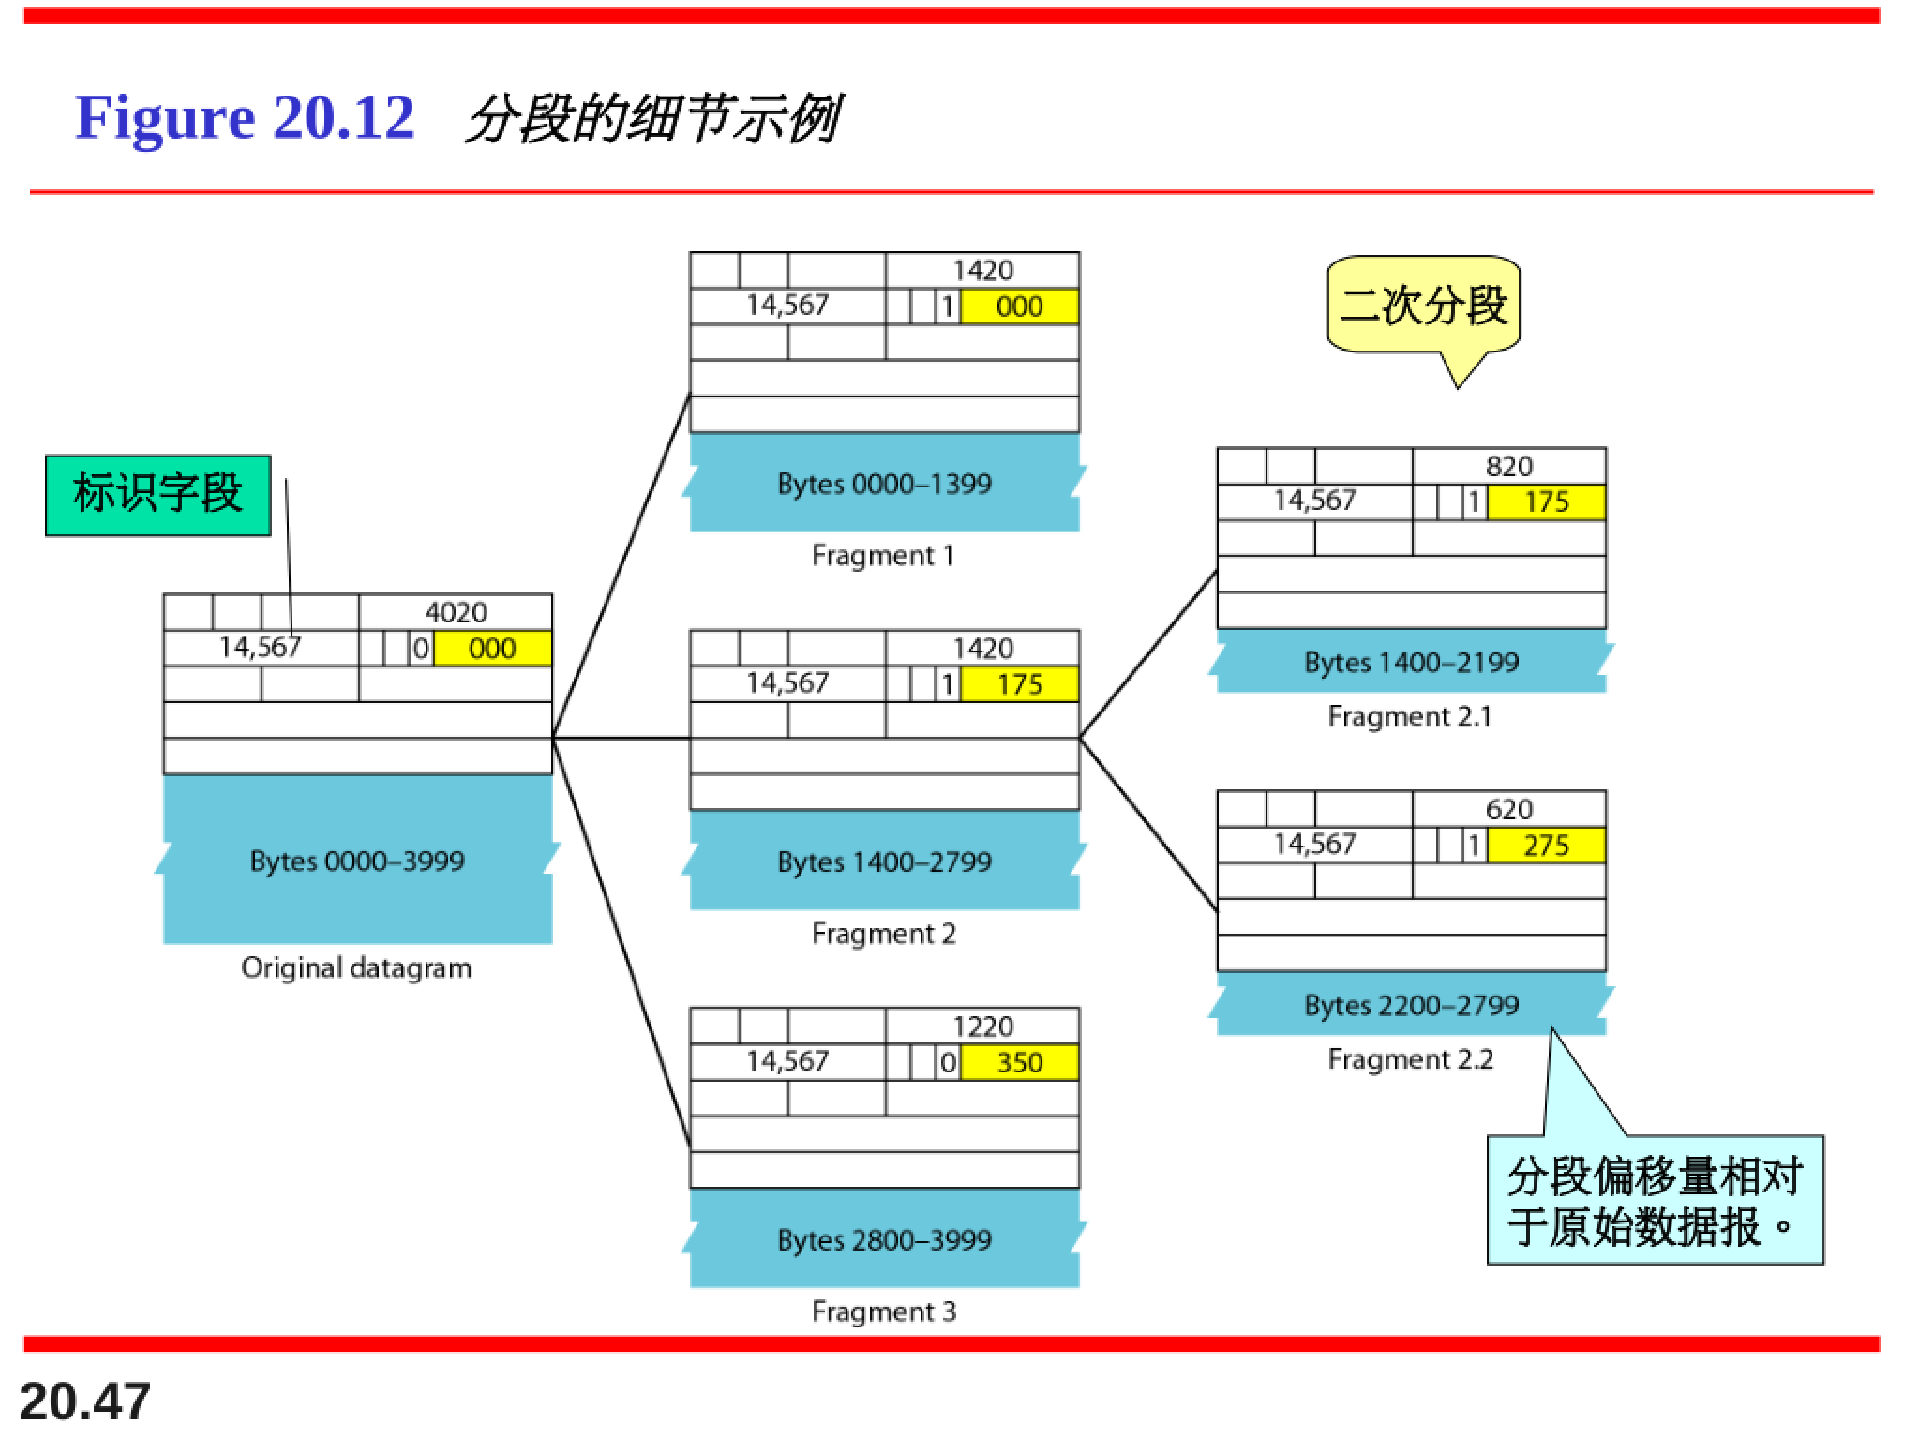 Figure 20.12 分段的细节示例
标识字段
4020
14,567 0 000
Bytes 0000–3999
Original datagram
1420
14,567 1 000
Bytes 0000–1399
Fragment 1
1420
14,567 1 175
Bytes 1400–2799
Fragment 2
1220
14,567 0 350
Bytes 2800–3999
Fragment 3
二次分段
820
14,567 1 175
Bytes 1400–2199
Fragment 2.1
620
14,567 1 275
Bytes 2200–2799
Fragment 2.2
分段偏移量相对
于原始数据报。
20.47